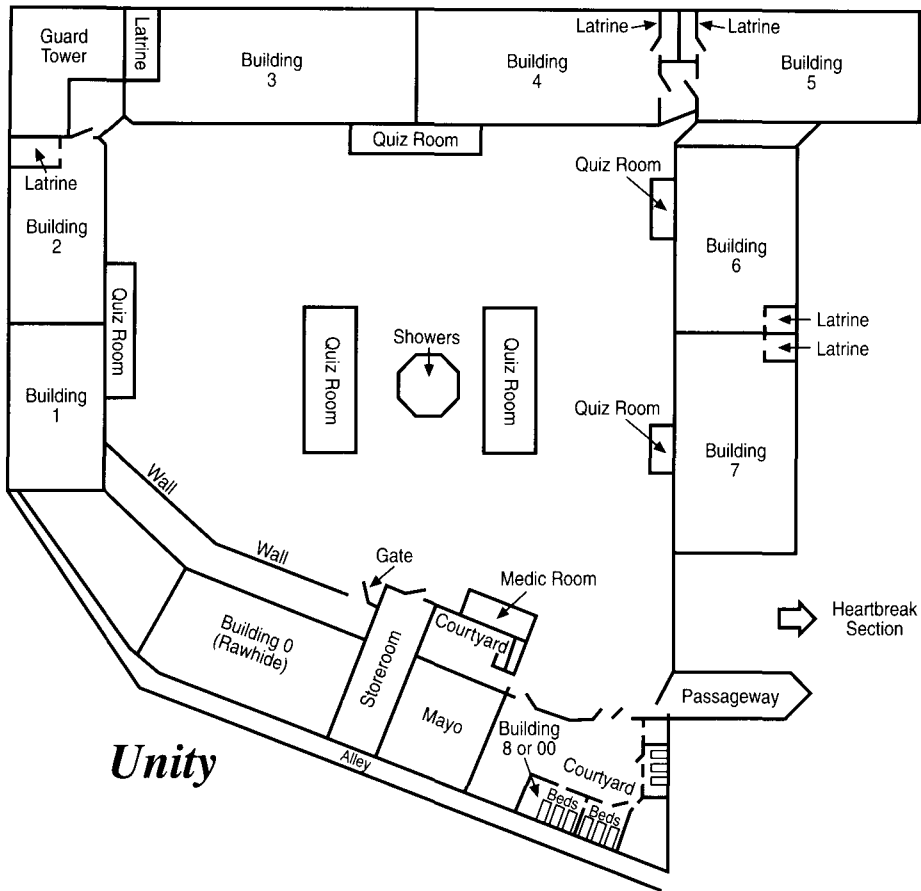 Guard
Tower
Latrine
Building
3
Building
4
Latrine
Latrine
Building
5
Quiz Room
Latrine
Building
2
Quiz Room
Building
6
Quiz Room
Building
1
Quiz Room
Showers
Quiz Room
Latrine
Latrine
Quiz Room
Building
7
Wall
Wall
Gate
Medic Room
Heartbreak
Section
Building 0
(Rawhide)
Storeroom
Courtyard
Mayo
Passageway
Building
8 or 00
Courtyard
Unity
Alley
Beds
Beds